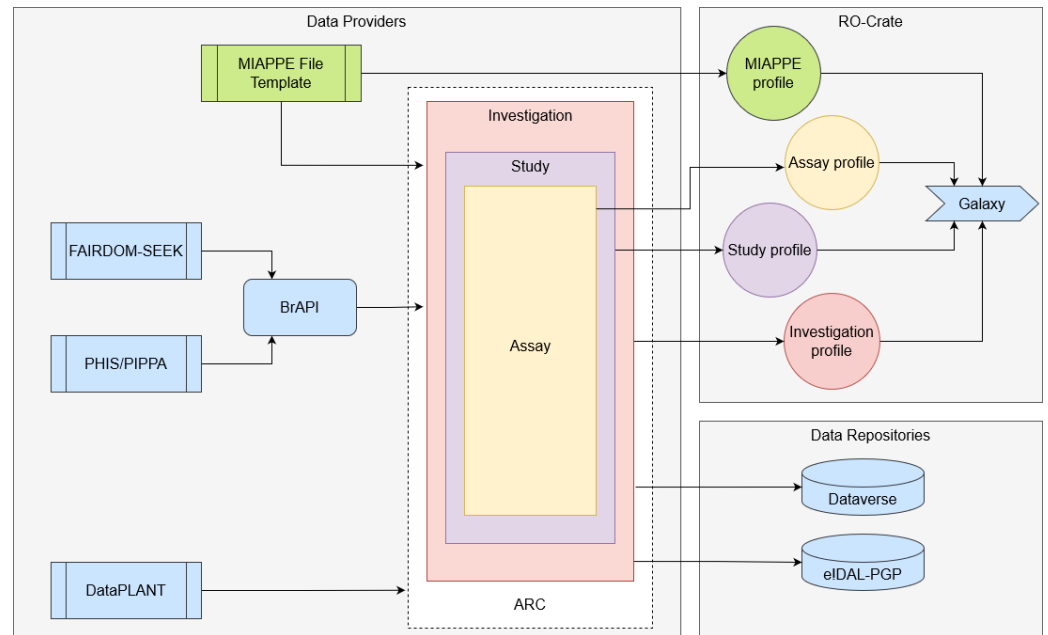 Data Providers
RO-Crate
MIAPPE File
Template
MIAPPE
profile
Investigation
Study
Assay profile
Galaxy
FAIRDOM-SEEK
Study profile
BrAPI
Investigation
profile
PHIS/PIPPA
Assay
Data Repositories
Dataverse
e!DAL-PGP
DataPLANT
ARC